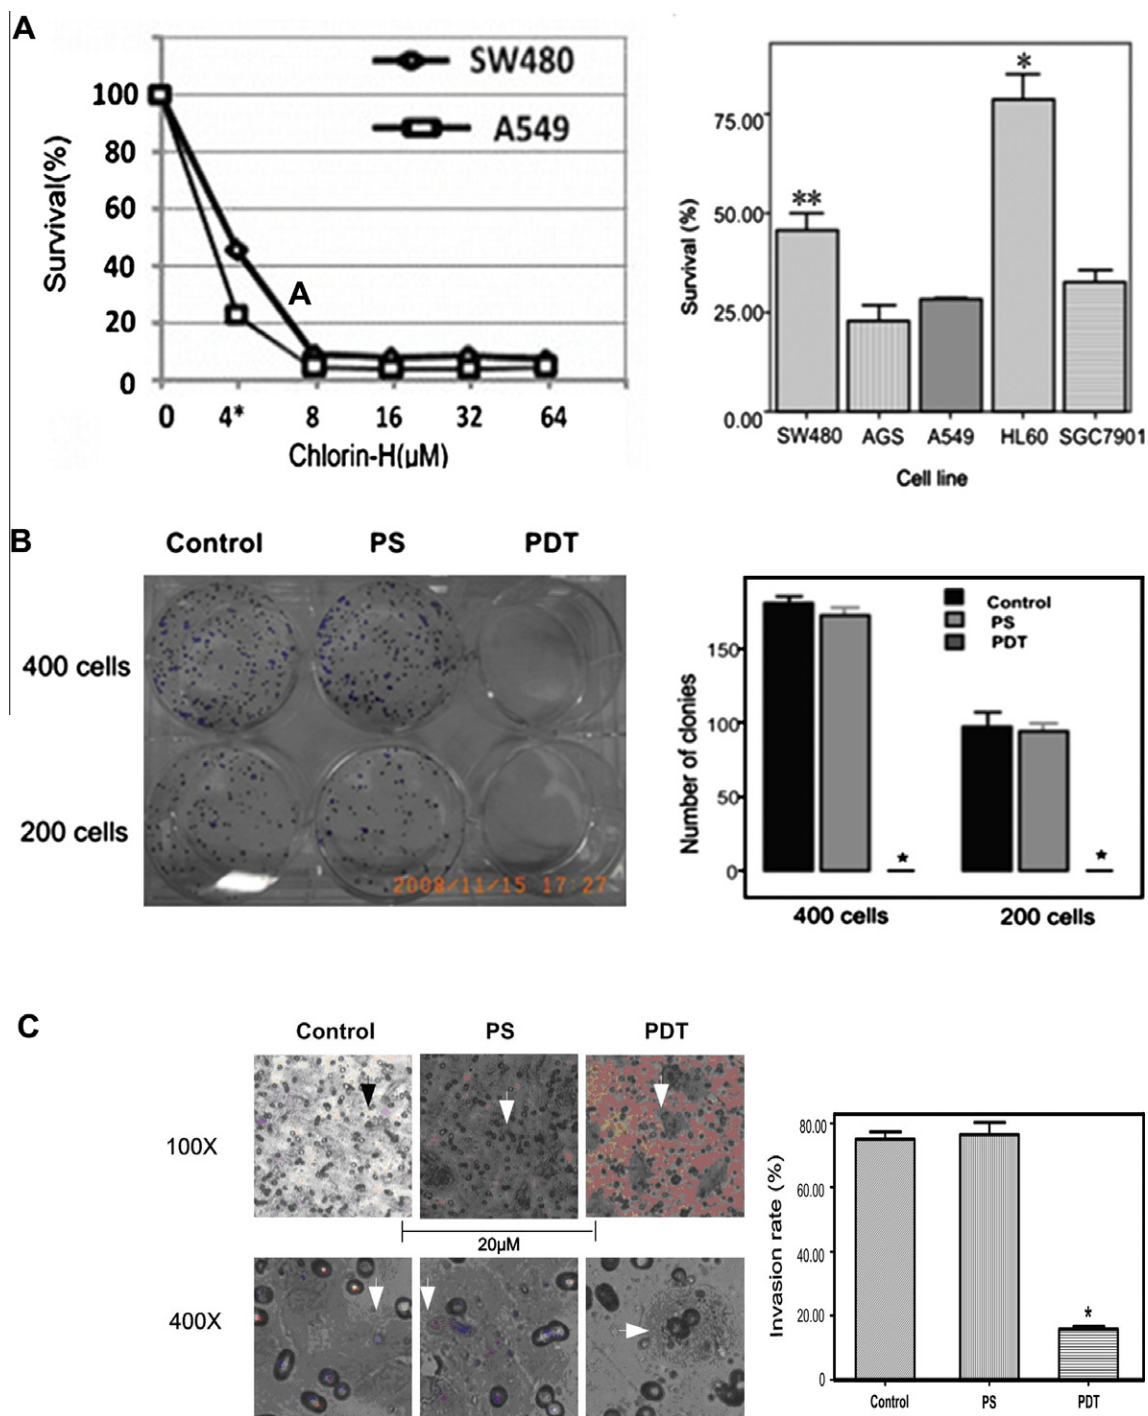 A
SW480
A549
100
80
60
40
20
0
Survival(%)
A
0 4* 8 16 32 64
Chlorin-H(µM)
** *
75.00
50.00
25.00
0.00
Survival (%)
SW480 AGS A549 HL60 SGC7901
Cell line
B
Control PS PDT
400 cells
200 cells
2008/11/15 17:27
Control
PS
PDT
150
100
50
0
Number of clonies
* *
400 cells 200 cells
C
Control PS PDT
100X
20µM
400X
80.00
60.00
40.00
20.00
0
Invasion rate (%)
*
Control PS PDT